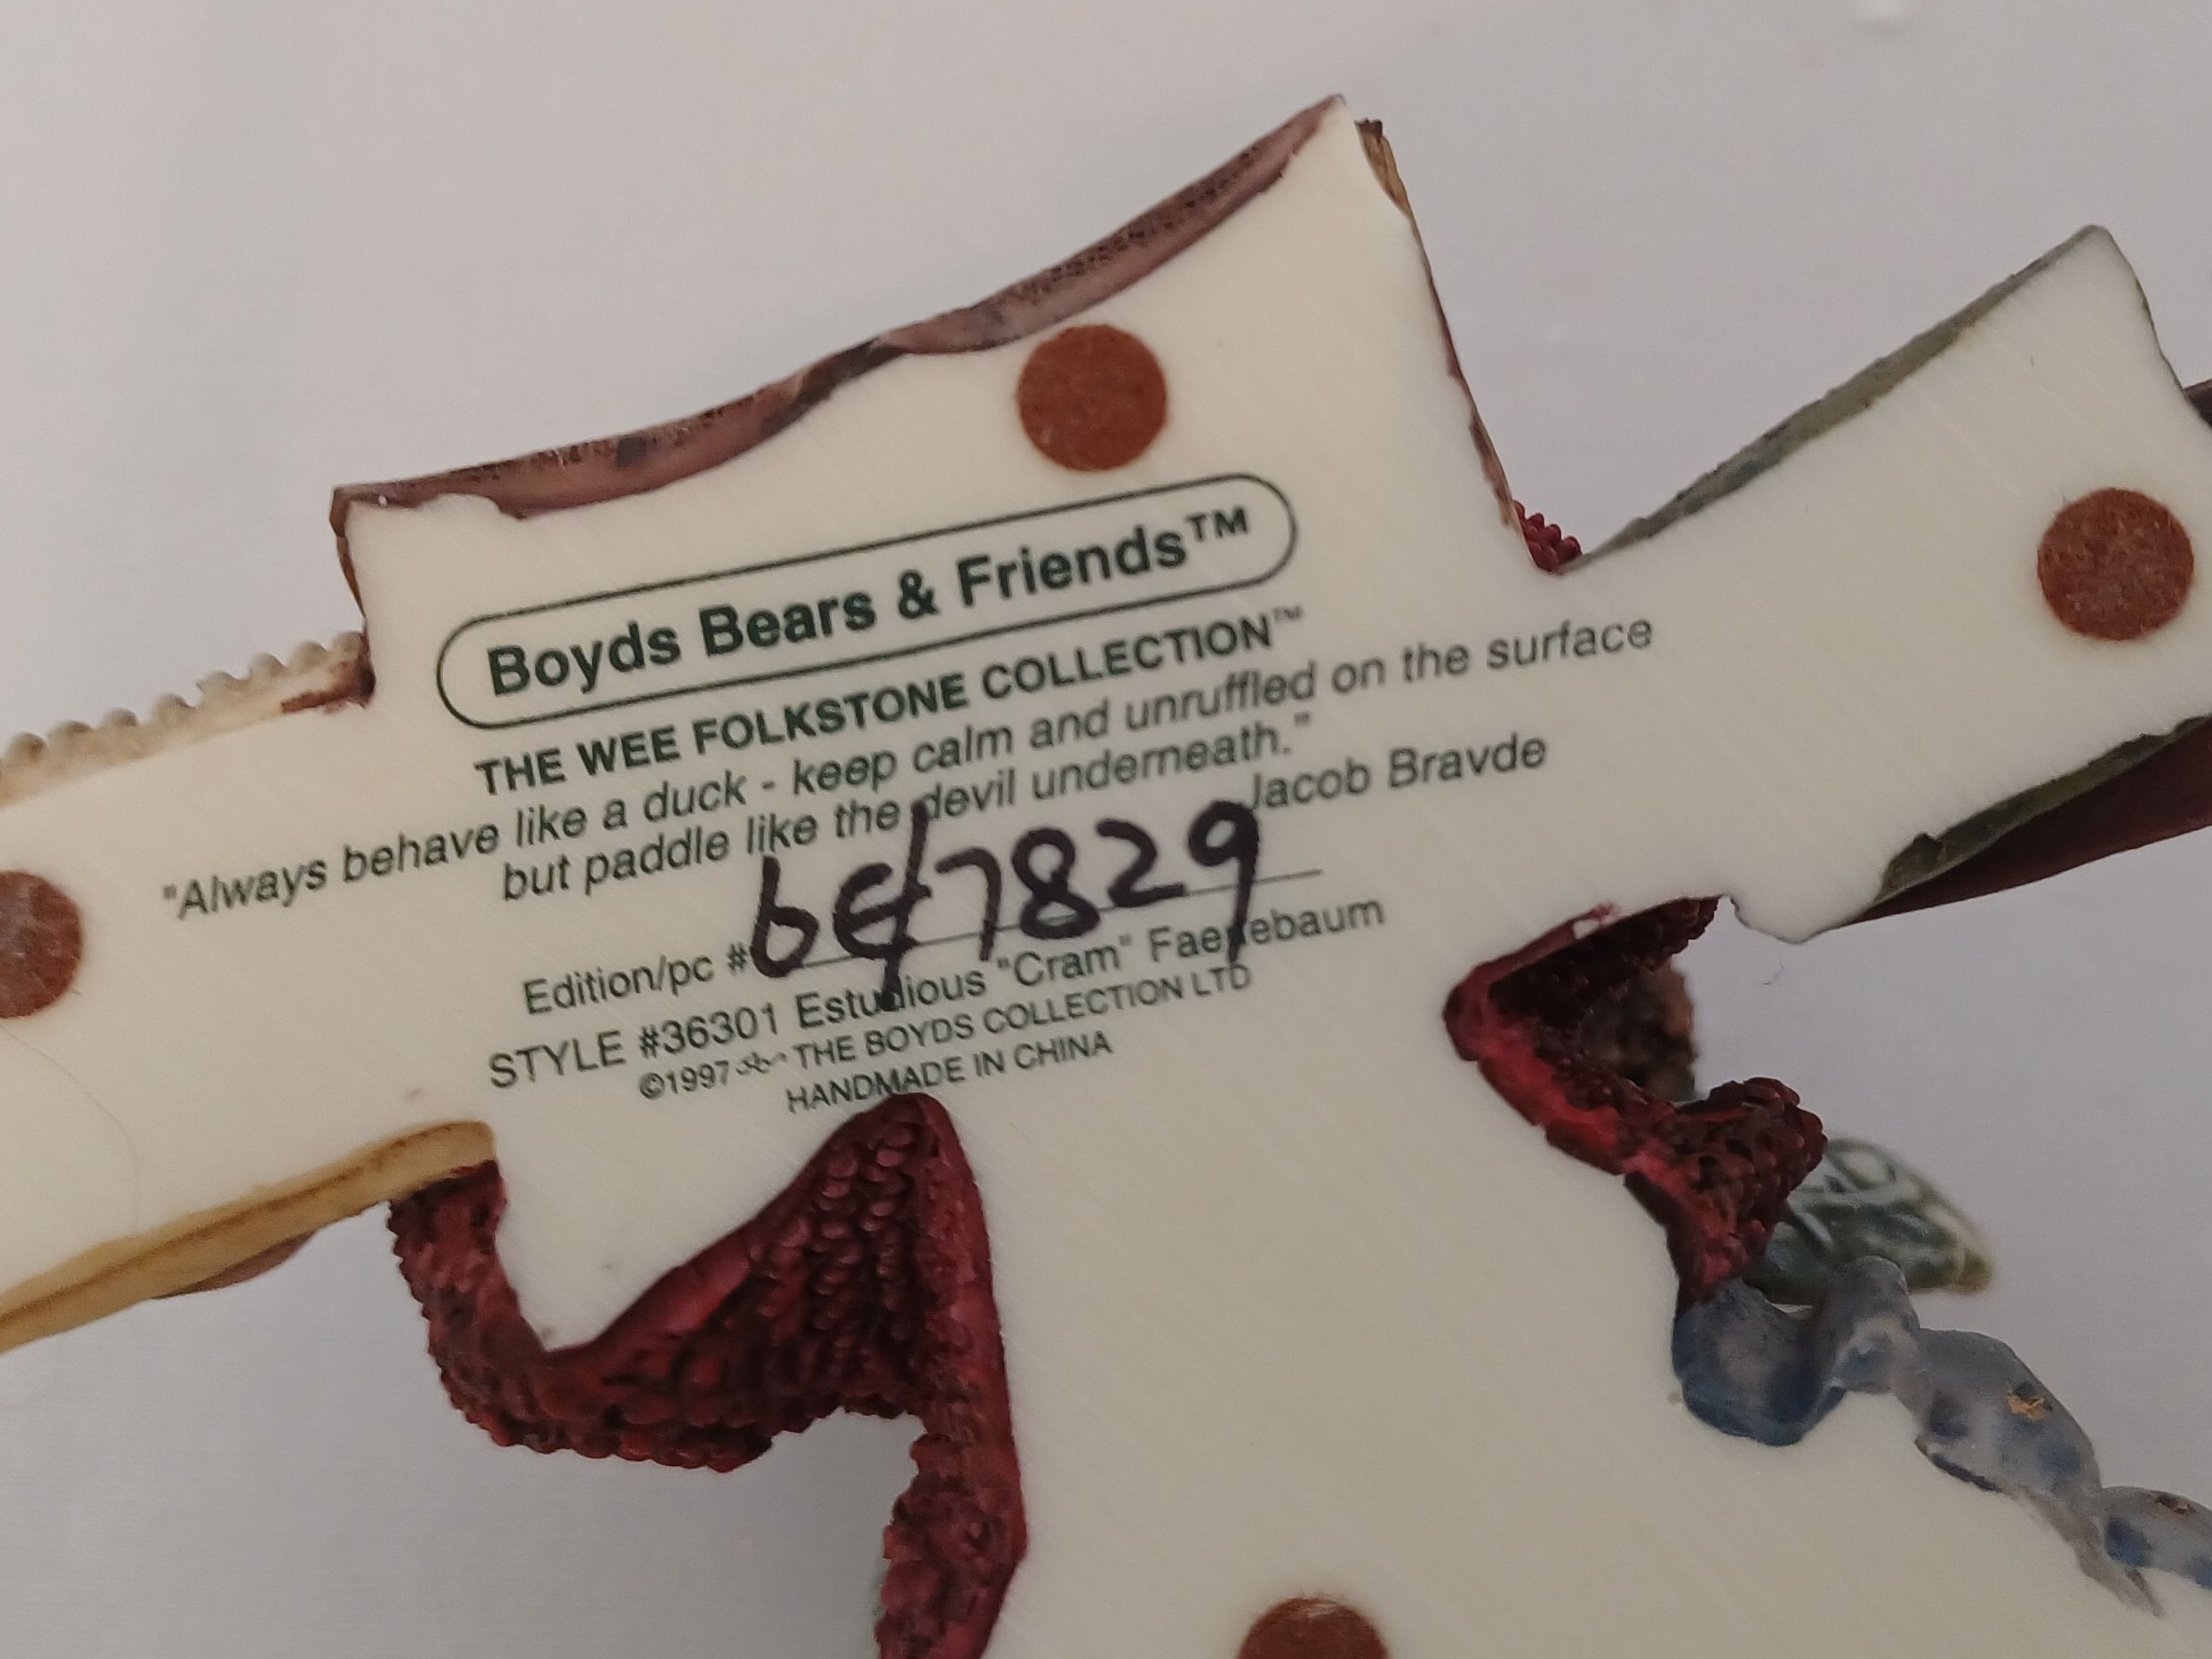 Boyds Bears & Friends™
THE WEE FOLKSTONE COLLECTION™
"Always behave like a duck - keep calm and unruffled on the surface
but paddle like the devil underneath."
Jacob Bravde
Edition/pc # 6E/7829
STYLE #36301 Estudious "Cram" Faeriebaum
©1997 THE BOYDS COLLECTION LTD
HANDMADE IN CHINA